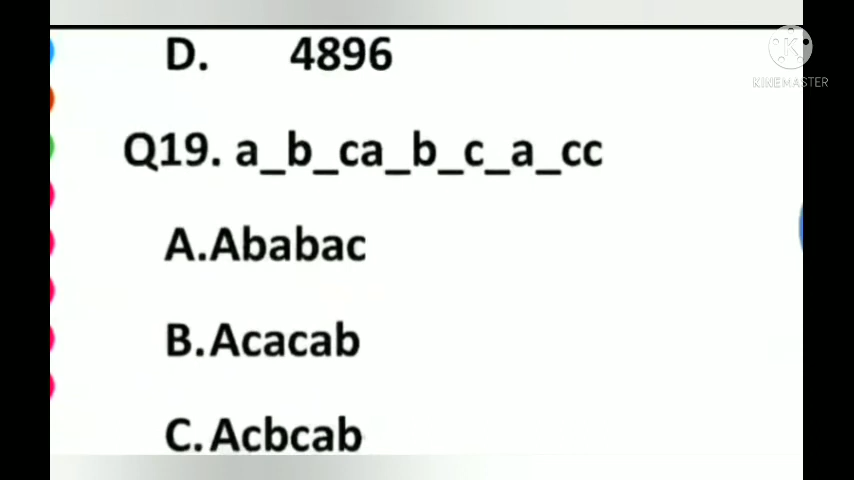 D. 4896
KINEMASTER
Q19. a_b_ca_b_c_a_cc
A.Ababac
B.Acacab
C.Acbcab